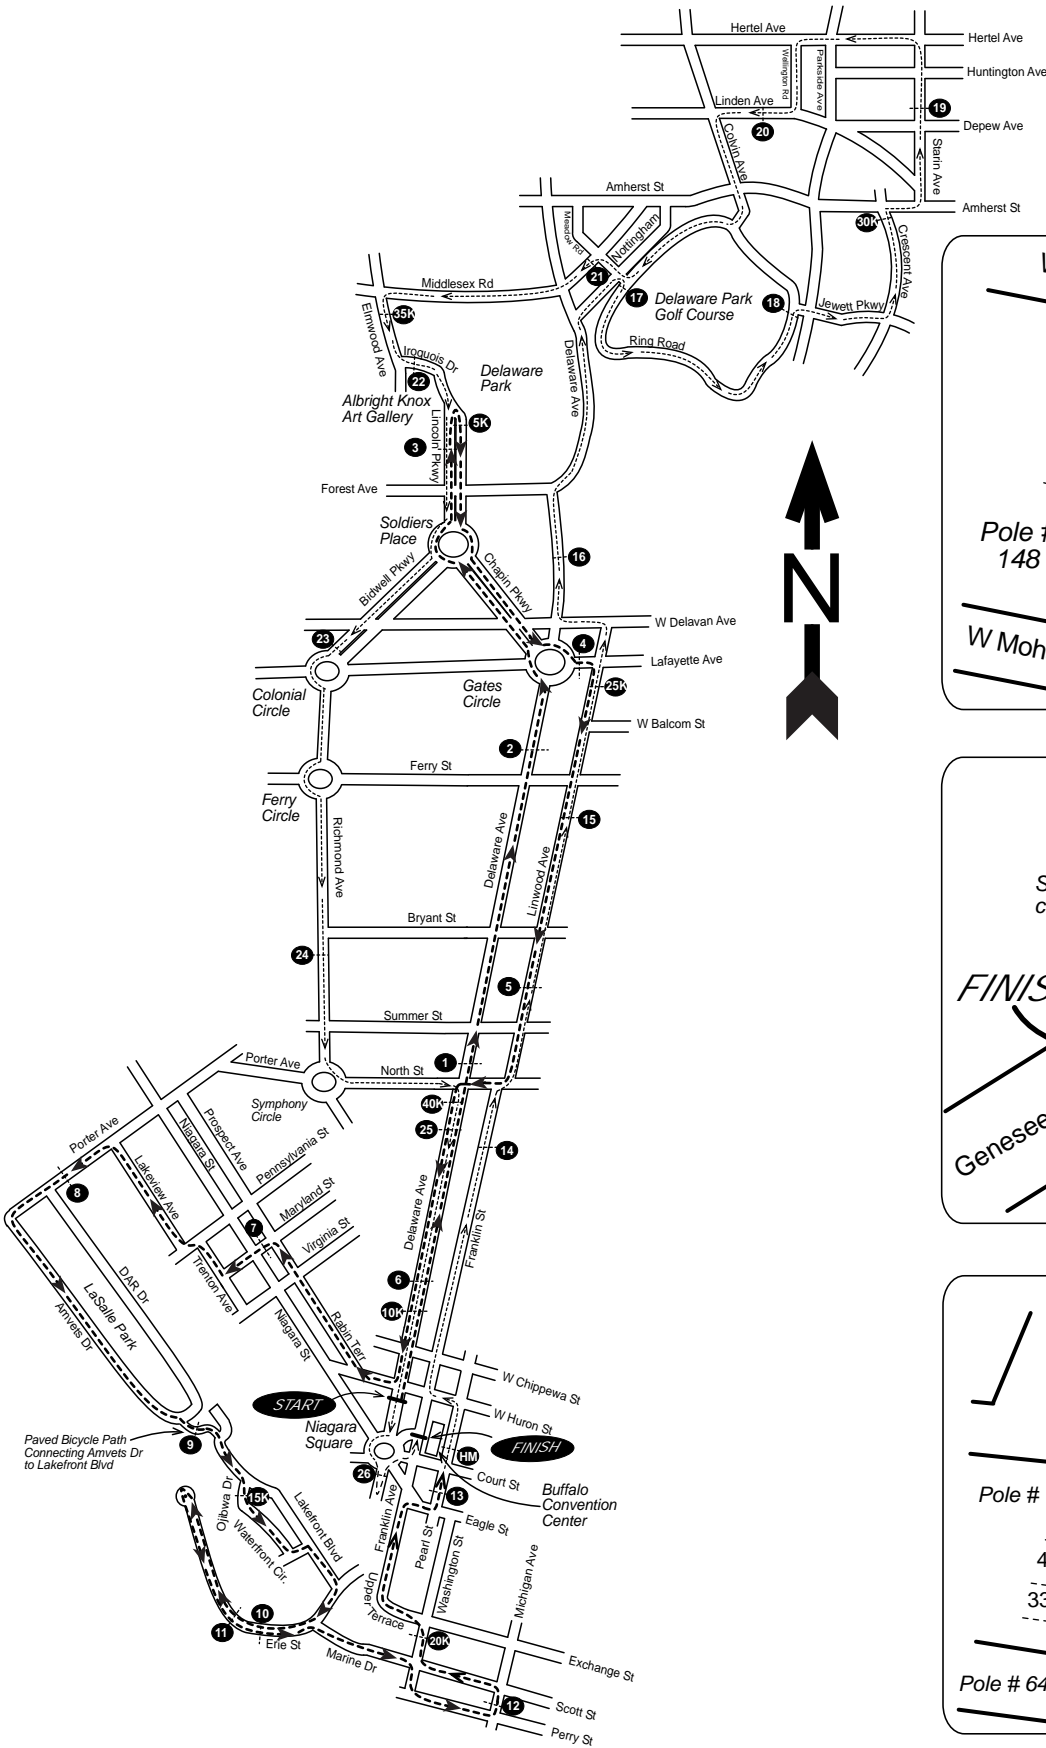 Hertel Ave
Hertel Ave
Wellington Rd
Parkside Ave
Huntington Ave
Linden Ave
19
20
Depew Ave
Colvin Ave
Starin Ave
Amherst St
Amherst St
30K
Meadow Rd
Nottingham
Crescent Ave
21
Middlesex Rd
17
Delaware Park
Golf Course
18
Jewett Pkwy
35K
Elmwood Ave
Ring Road
Iroquois Dr
22
Delaware
Park
Delaware Ave
Albright Knox
Art Gallery
Lincoln Pkwy
5K
3
Forest Ave
Soldiers
Place
16
Bidwell Pkwy
Chapin Pkwy
N
W Delavan Ave
23
4
Lafayette Ave
Colonial
Circle
Gates
Circle
25K
W Balcom St
2
Ferry St
Ferry
Circle
Richmond Ave
15
Delaware Ave
Linwood Ave
Bryant St
24
5
Summer St
1
Porter Ave
North St
Symphony
Circle
40K
25
14
Porter Ave
Niagara St
Prospect Ave
Pennsylvania St
Lakeview Ave
8
Maryland St
7
Virginia St
Delaware Ave
Franklin St
Trenton Ave
DAR Dr
LaSalle Park
Amvets Dr
6
10K
Niagara St
Rabin Terr
W Chippewa St
START
W Huron St
Niagara
Square
FINISH
Paved Bicycle Path
Connecting Amvets Dr
to Lakefront Blvd
9
HM
26
Court St
Buffalo
Convention
Center
13
Ojibwa Dr
15K
Lakefront Blvd
Waterfront Cir.
Franklin Ave
Pearl St
Eagle St
Washington St
Michigan Ave
Upper
Terrace
10
11
Erie St
20K
Marine Dr
Exchange St
12
Scott St
Perry St
Pole #
148
W Moh
S
c
FINIS
Genesee
Pole #
4
33
Pole # 64